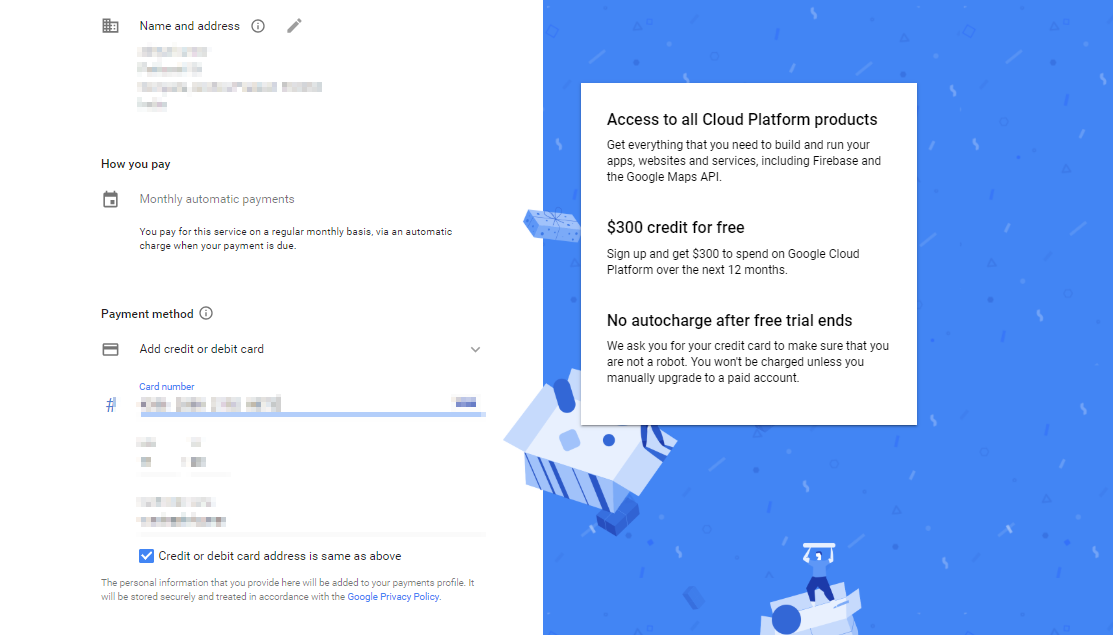 Name and address
How you pay
Monthly automatic payments
You pay for this service on a regular monthly basis, via an automatic
charge when your payment is due.
Payment method
Add credit or debit card
Card number
#
Credit or debit card address is same as above
The personal information that you provide here will be added to your payments profile. It
will be stored securely and treated in accordance with the Google Privacy Policy.
Access to all Cloud Platform products
Get everything that you need to build and run your
apps, websites and services, including Firebase and
the Google Maps API.
$300 credit for free
Sign up and get $300 to spend on Google Cloud
Platform over the next 12 months.
No autocharge after free trial ends
We ask you for your credit card to make sure that you
are not a robot. You won't be charged unless you
manually upgrade to a paid account.